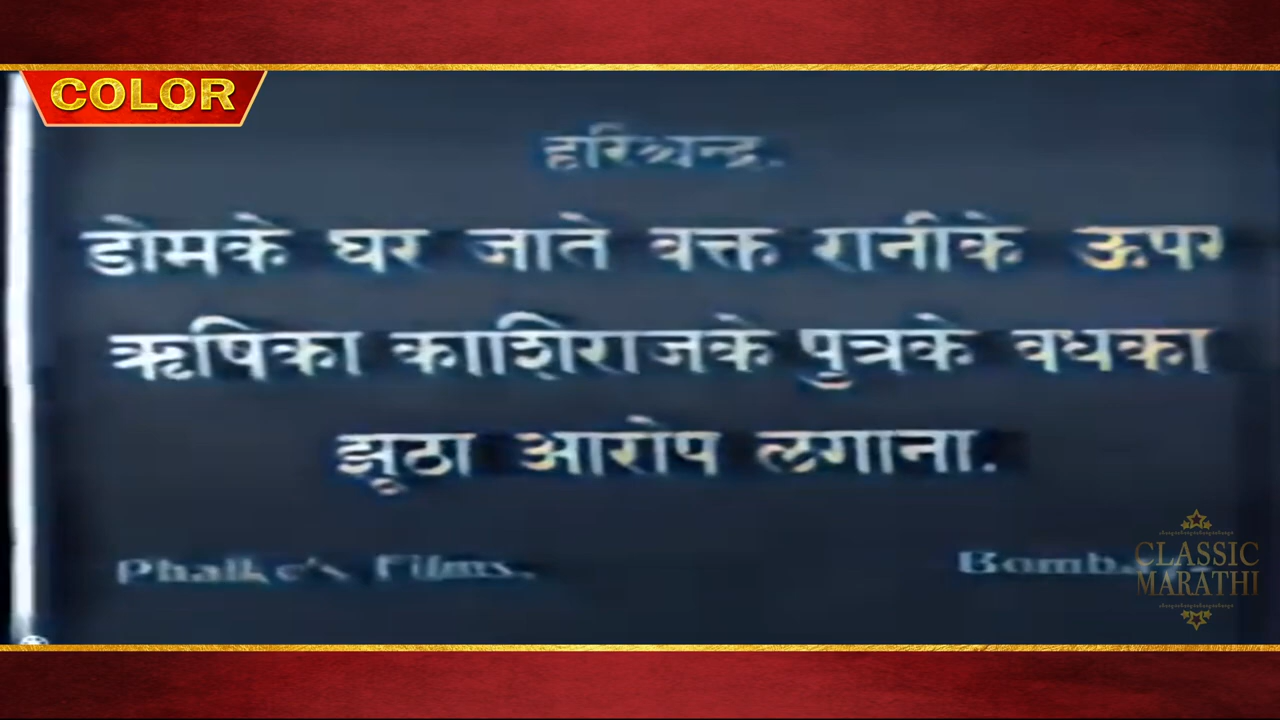 COLOR
हरिश्चन्द्र.
डोमके घर जाते वक्त रानीके ऊपर
ऋषिका काशिराजके पुत्रके वधका
झूठा आरोप लगाना.
Phalke's Films.
CLASSIC
MARATHI